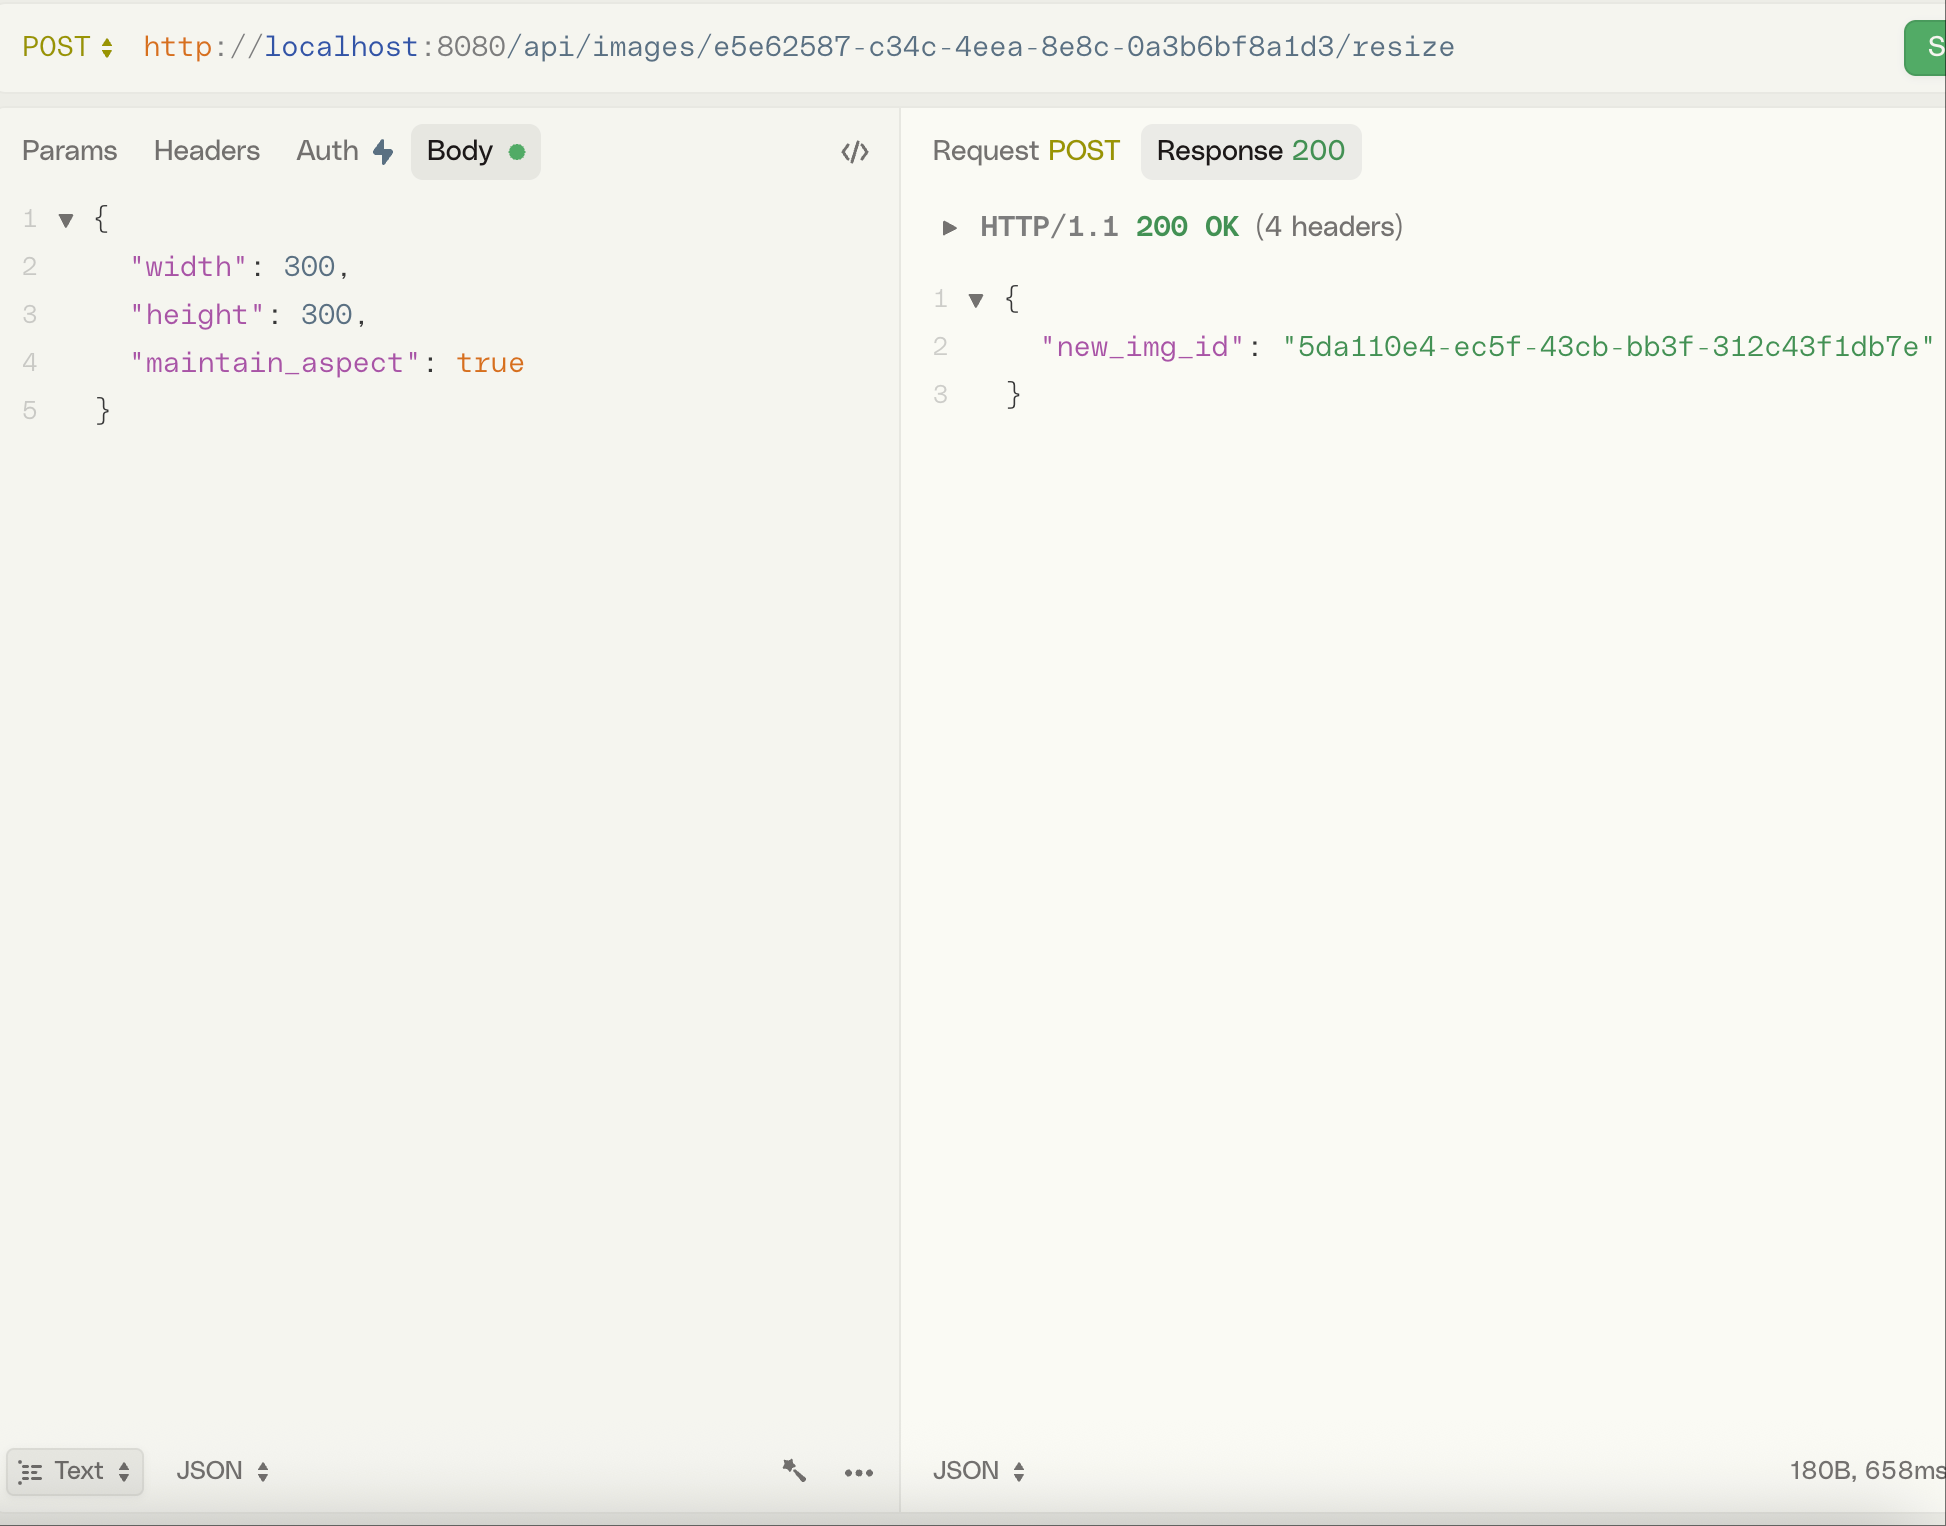 POST http://localhost:8080/api/images/e5e62587-c34c-4eea-8e8c-0a3b6bf8a1d3/resize S
Params Headers Auth Body
1 {
2 "width": 300,
3 "height": 300,
4 "maintain_aspect": true
5 }
Text JSON
Request POST Response 200
HTTP/1.1 200 OK (4 headers)
1 {
2 "new_img_id": "5da110e4-ec5f-43cb-bb3f-312c43f1db7e"
3 }
JSON 180B, 658ms